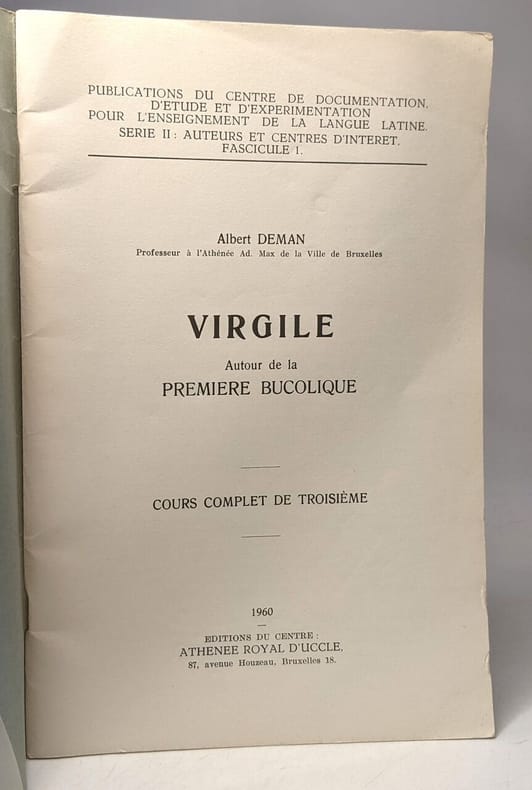 PUBLICATIONS DU CENTRE DE DOCUMENTATION,
D'ETUDE ET D'EXPERIMENTATION
POUR L'ENSEIGNEMENT DE LA LANGUE LATINE.
SERIE II : AUTEURS ET CENTRES D'INTERET.
FASCICULE 1.
Albert DEMAN
Professeur à l'Athénée Ad. Max de la Ville de Bruxelles
VIRGILE
Autour de la
PREMIERE BUCOLIQUE
COURS COMPLET DE TROISIÈME
1960
EDITIONS DU CENTRE :
ATHENEE ROYAL D'UCCLE,
87, avenue Houzeau, Bruxelles 18.